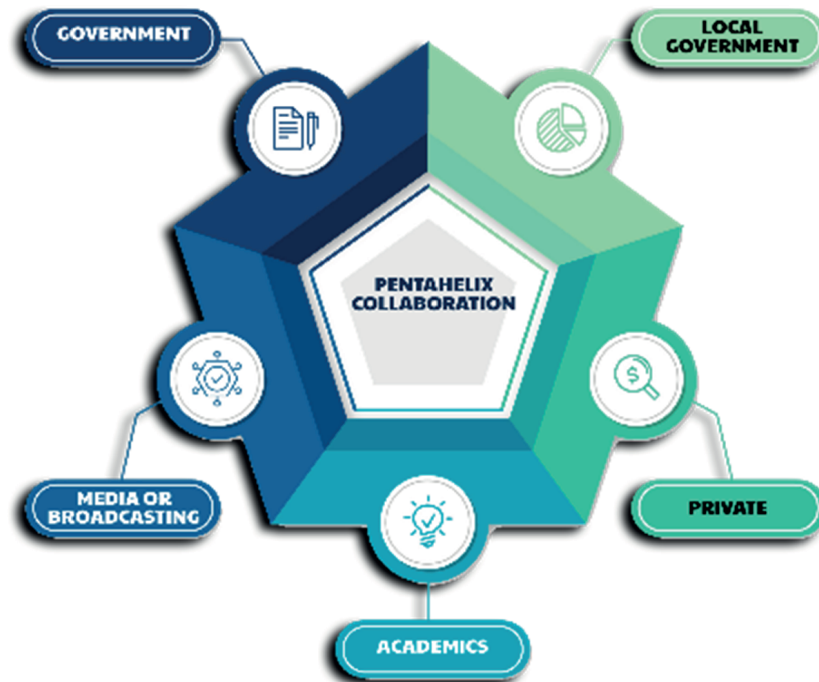 GOVERNMENT
LOCAL
GOVERNMENT
PENTAHELIX
COLLABORATION
$
MEDIA OR
BROADCASTING
PRIVATE
ACADEMICS